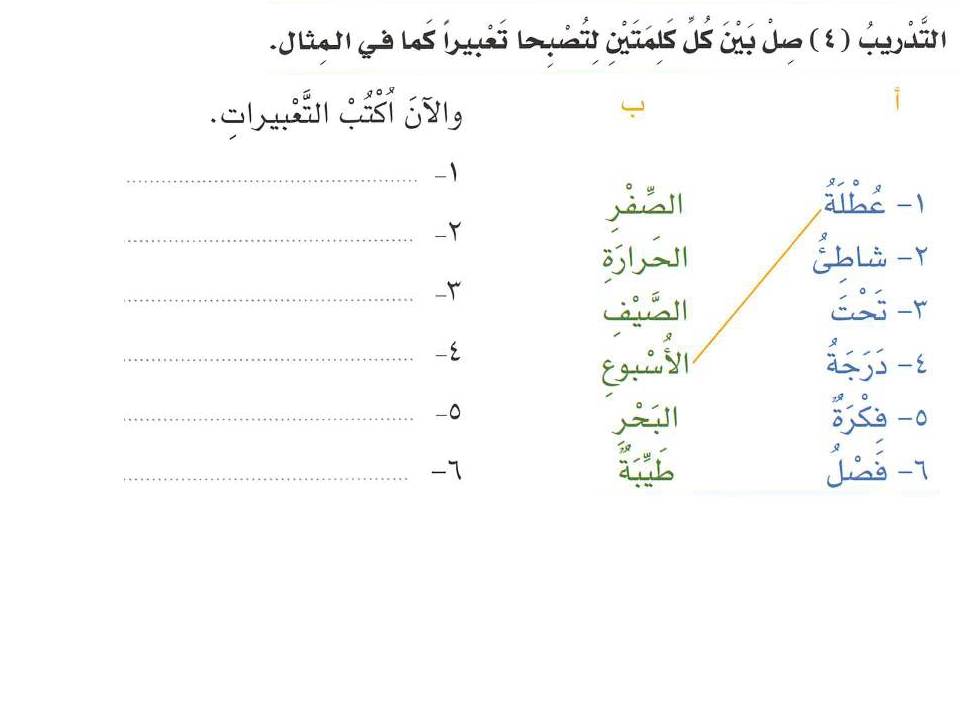 التَّدْريبُ (٤) صِلْ بَيْنَ كُلِّ كَلِمَتَيْنِ لِتُصْبِحا تَعْبيراً كَما في المِثال.
أ
ب
١- عُطْلَةُ
الصِّفْرِ
٢- شاطِئُ
الحَرارَةِ
٣- تَحْتَ
الصَّيْفِ
٤- دَرَجَةُ
الأُسْبوعِ
٥- فِكْرَةٌ
البَحْرِ
٦- فَصْلُ
طَيِّبَةٌ
والآنَ اُكْتُبْ التَّعْبيراتِ.
١- ........................................
٢- ........................................
٣- ........................................
٤- ........................................
٥- ........................................
٦- ........................................